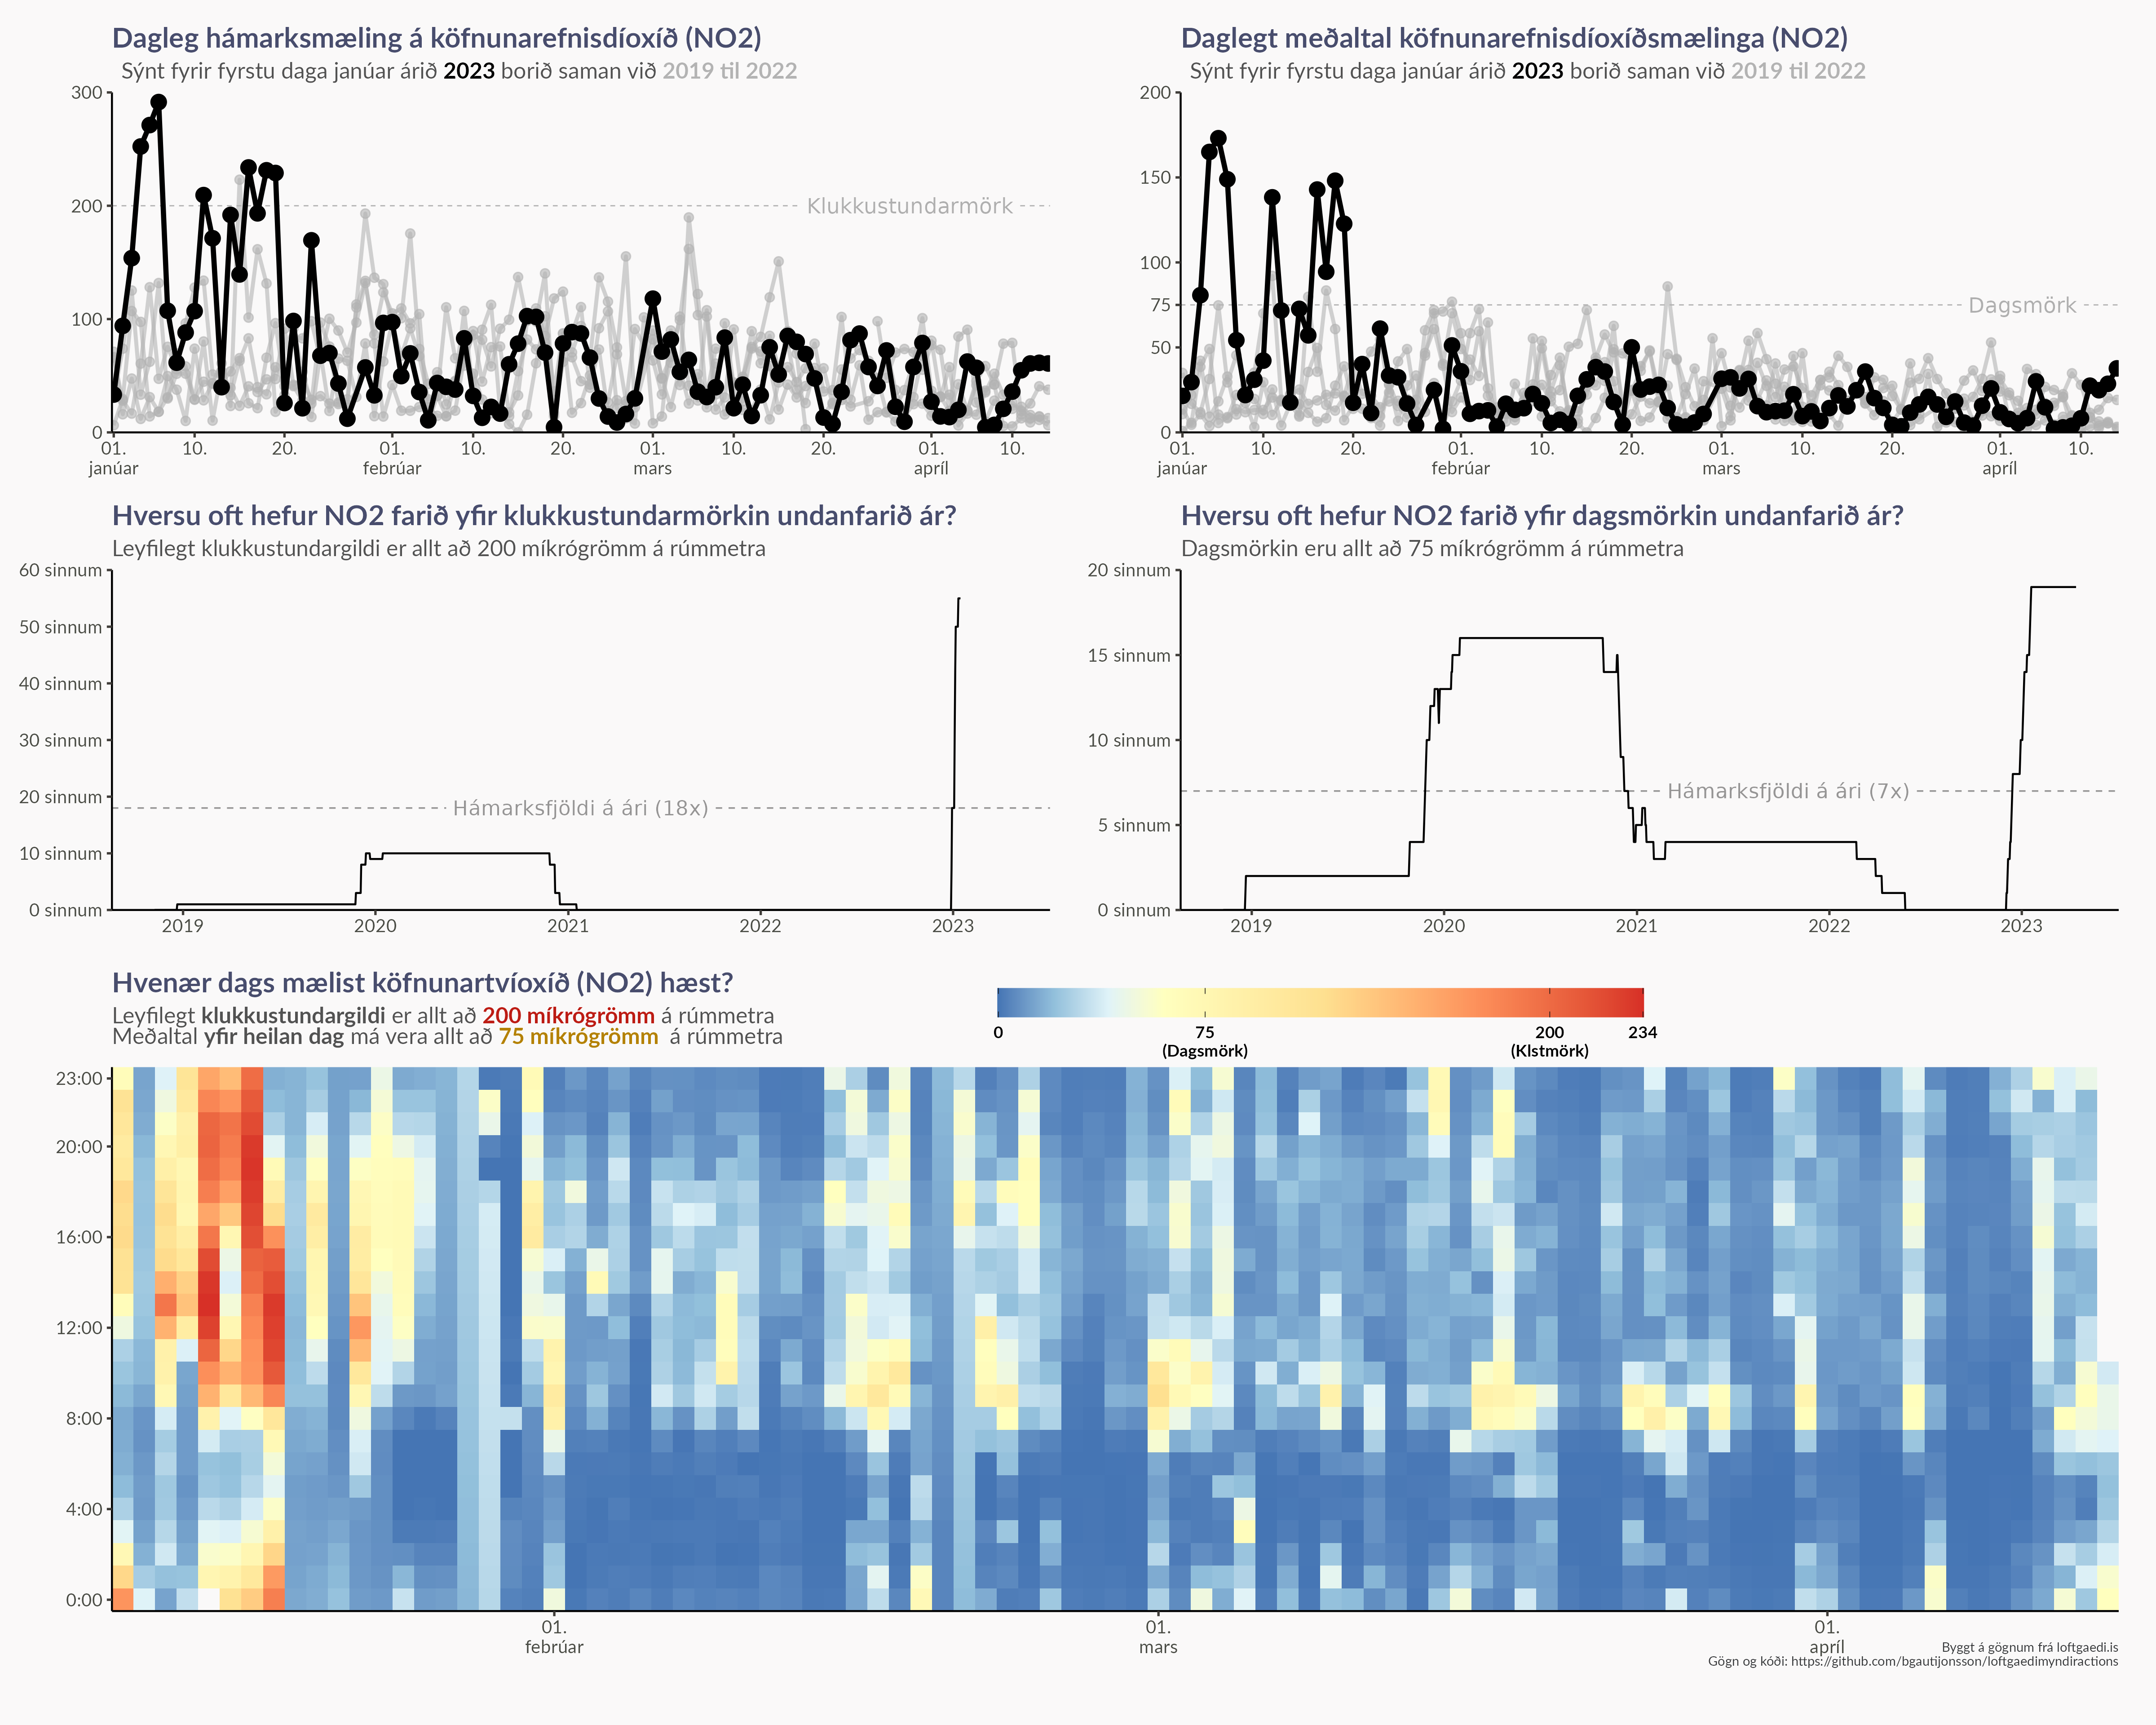 Dagleg hámarksmæling á köfnunarefnisdíoxíð (NO2)
Sýnt fyrir fyrstu daga janúar árið 2023 borið saman við 2019 til 2022
300
200
100
0
Klukkustundarmörk
01. 10. 20. 01. 10. 20. 01. 10. 20. 01. 10.
janúar febrúar mars apríl
Daglegt meðaltal köfnunarefnisdíoxíðsmælinga (NO2)
Sýnt fyrir fyrstu daga janúar árið 2023 borið saman við 2019 til 2022
200
150
100
75
50
0
Dagsmörk
01. 10. 20. 01. 10. 20. 01. 10. 20. 01. 10.
janúar febrúar mars apríl
Hversu oft hefur NO2 farið yfir klukkustundarmörkin undanfarið ár?
Leyfilegt klukkustundargildi er allt að 200 míkrógrömm á rúmmetra
60 sinnum
50 sinnum
40 sinnum
30 sinnum
20 sinnum
10 sinnum
0 sinnum
Hámarksfjöldi á ári (18x)
2019 2020 2021 2022 2023
Hversu oft hefur NO2 farið yfir dagsmörkin undanfarið ár?
Dagsmörkin eru allt að 75 míkrógrömm á rúmmetra
20 sinnum
15 sinnum
10 sinnum
5 sinnum
0 sinnum
Hámarksfjöldi á ári (7x)
2019 2020 2021 2022 2023
Hvenær dags mælist köfnunartvíoxíð (NO2) hæst?
Leyfilegt klukkustundargildi er allt að 200 míkrógrömm á rúmmetra
Meðaltal yfir heilan dag má vera allt að 75 míkrógrömm á rúmmetra
0 75 200 234
(Dagsmörk) (Klstmörk)
23:00
20:00
16:00
12:00
8:00
4:00
0:00
01. 01. 01.
febrúar mars apríl
Byggt á gögnum frá loftgaedi.is
Gögn og kóði: https://github.com/bgautijonsson/loftgaedimyndiractions